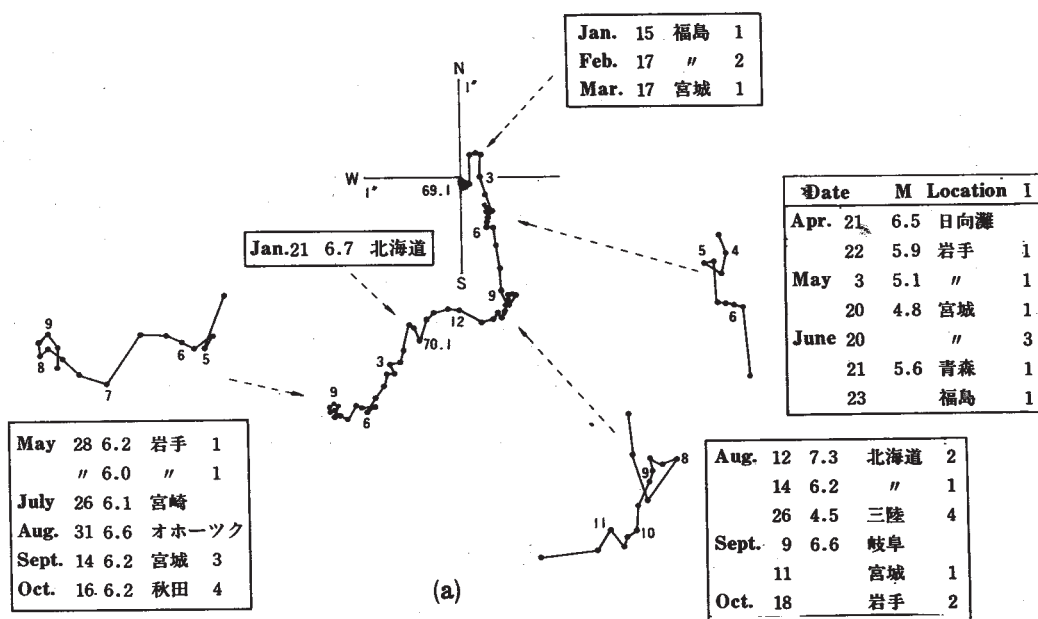 Jan. 15 福島 1
Feb. 17 〃 2
Mar. 17 宮城 1
N
1″
W
1″
69.1
3
6
9
S
12
70.1
3
9
6
Jan.21 6.7 北海道
Date M Location I
Apr. 21 6.5 日向灘
22 5.9 岩手 1
May 3 5.1 〃 1
20 4.8 宮城 1
June 20 〃 3
21 5.6 青森 1
23 福島 1
5
4
6
9
8
7
6
5
May 28 6.2 岩手 1
〃 6.0 〃 1
July 26 6.1 宮崎
Aug. 31 6.6 オホーツク
Sept. 14 6.2 宮城 3
Oct. 16 6.2 秋田 4
8
9
11
10
Aug. 12 7.3 北海道 2
14 6.2 〃 1
26 4.5 三陸 4
Sept. 9 6.6 岐阜
11 宮城 1
Oct. 18 岩手 2
(a)